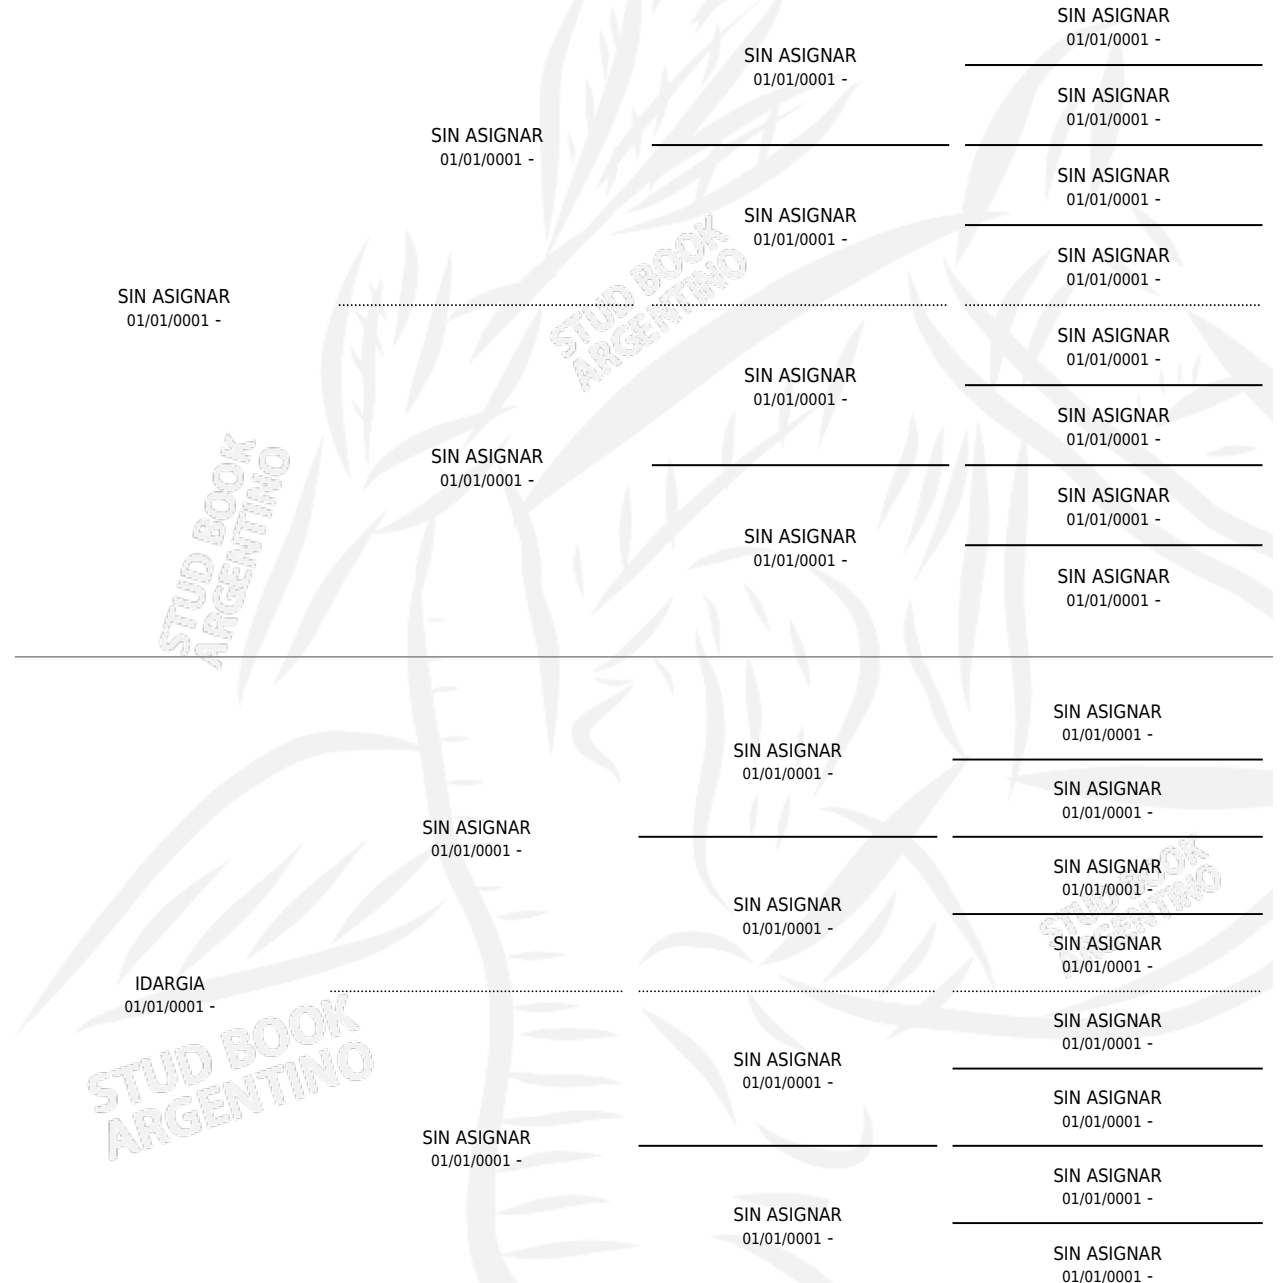 SIN ASIGNAR
01/01/0001 -
SIN ASIGNAR
01/01/0001 -
SIN ASIGNAR
01/01/0001 -
SIN ASIGNAR
01/01/0001 -
SIN ASIGNAR
01/01/0001 -
SIN ASIGNAR
01/01/0001 -
SIN ASIGNAR
01/01/0001 -
STUD BOOK
ARGENTINO
SIN ASIGNAR
01/01/0001 -
SIN ASIGNAR
01/01/0001 -
SIN ASIGNAR
01/01/0001 -
SIN ASIGNAR
01/01/0001 -
SIN ASIGNAR
01/01/0001 -
SIN ASIGNAR
01/01/0001 -
STUD BOOK
ARGENTINO
SIN ASIGNAR
01/01/0001 -
SIN ASIGNAR
01/01/0001 -
SIN ASIGNAR
01/01/0001 -
SIN ASIGNAR
01/01/0001 -
SIN ASIGNAR
01/01/0001 -
SIN ASIGNAR
01/01/0001 -
SIN ASIGNAR
01/01/0001 -
SIN ASIGNAR
01/01/0001 -
STUD BOOK
ARGENTINO
SIN ASIGNAR
01/01/0001 -
SIN ASIGNAR
01/01/0001 -
IDARGIA
01/01/0001 -
STUD BOOK
ARGENTINO
SIN ASIGNAR
01/01/0001 -
SIN ASIGNAR
01/01/0001 -
SIN ASIGNAR
01/01/0001 -
SIN ASIGNAR
01/01/0001 -
SIN ASIGNAR
01/01/0001 -
SIN ASIGNAR
01/01/0001 -
SIN ASIGNAR
01/01/0001 -